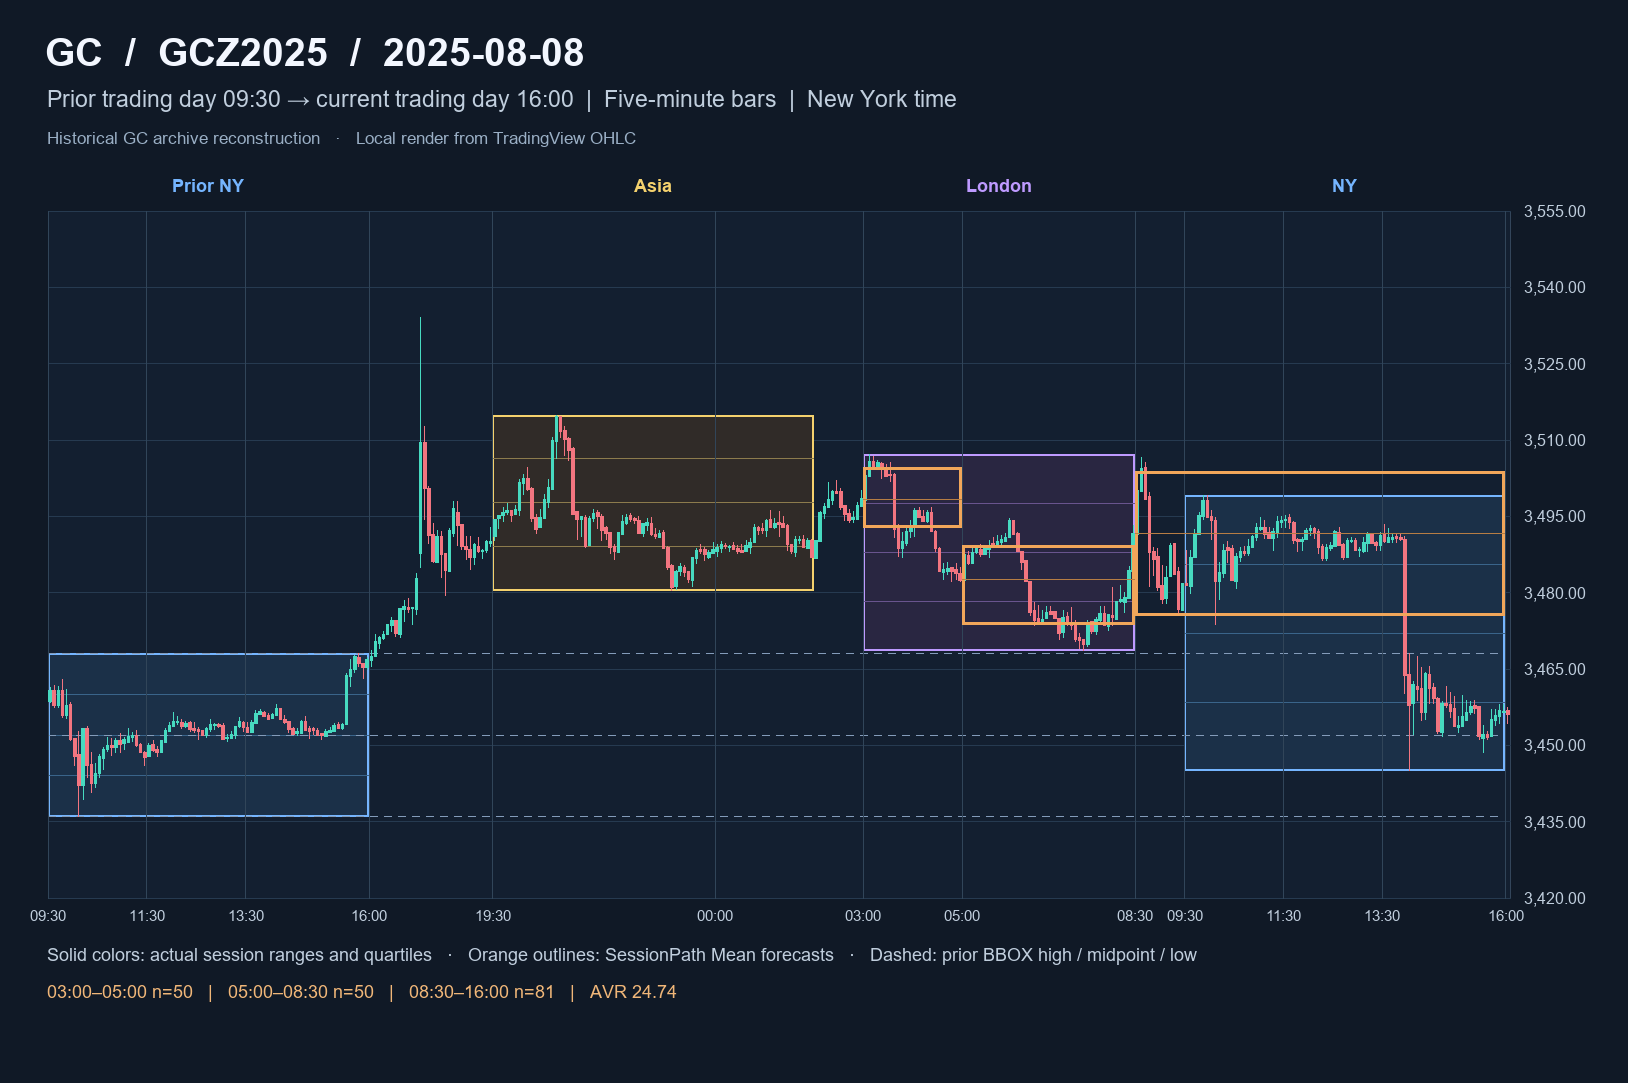 GC / GCZ2025 / 2025-08-08
Prior trading day 09:30 → current trading day 16:00 | Five-minute bars | New York time
Historical GC archive reconstruction · Local render from TradingView OHLC
Prior NY Asia London NY
3,555.00
3,540.00
3,525.00
3,510.00
3,495.00
3,480.00
3,465.00
3,450.00
3,435.00
3,420.00
09:30 11:30 13:30 16:00 19:30 00:00 03:00 05:00 08:30 09:30 11:30 13:30 16:00
Solid colors: actual session ranges and quartiles · Orange outlines: SessionPath Mean forecasts · Dashed: prior BBOX high / midpoint / low
03:00–05:00 n=50 | 05:00–08:30 n=50 | 08:30–16:00 n=81 | AVR 24.74